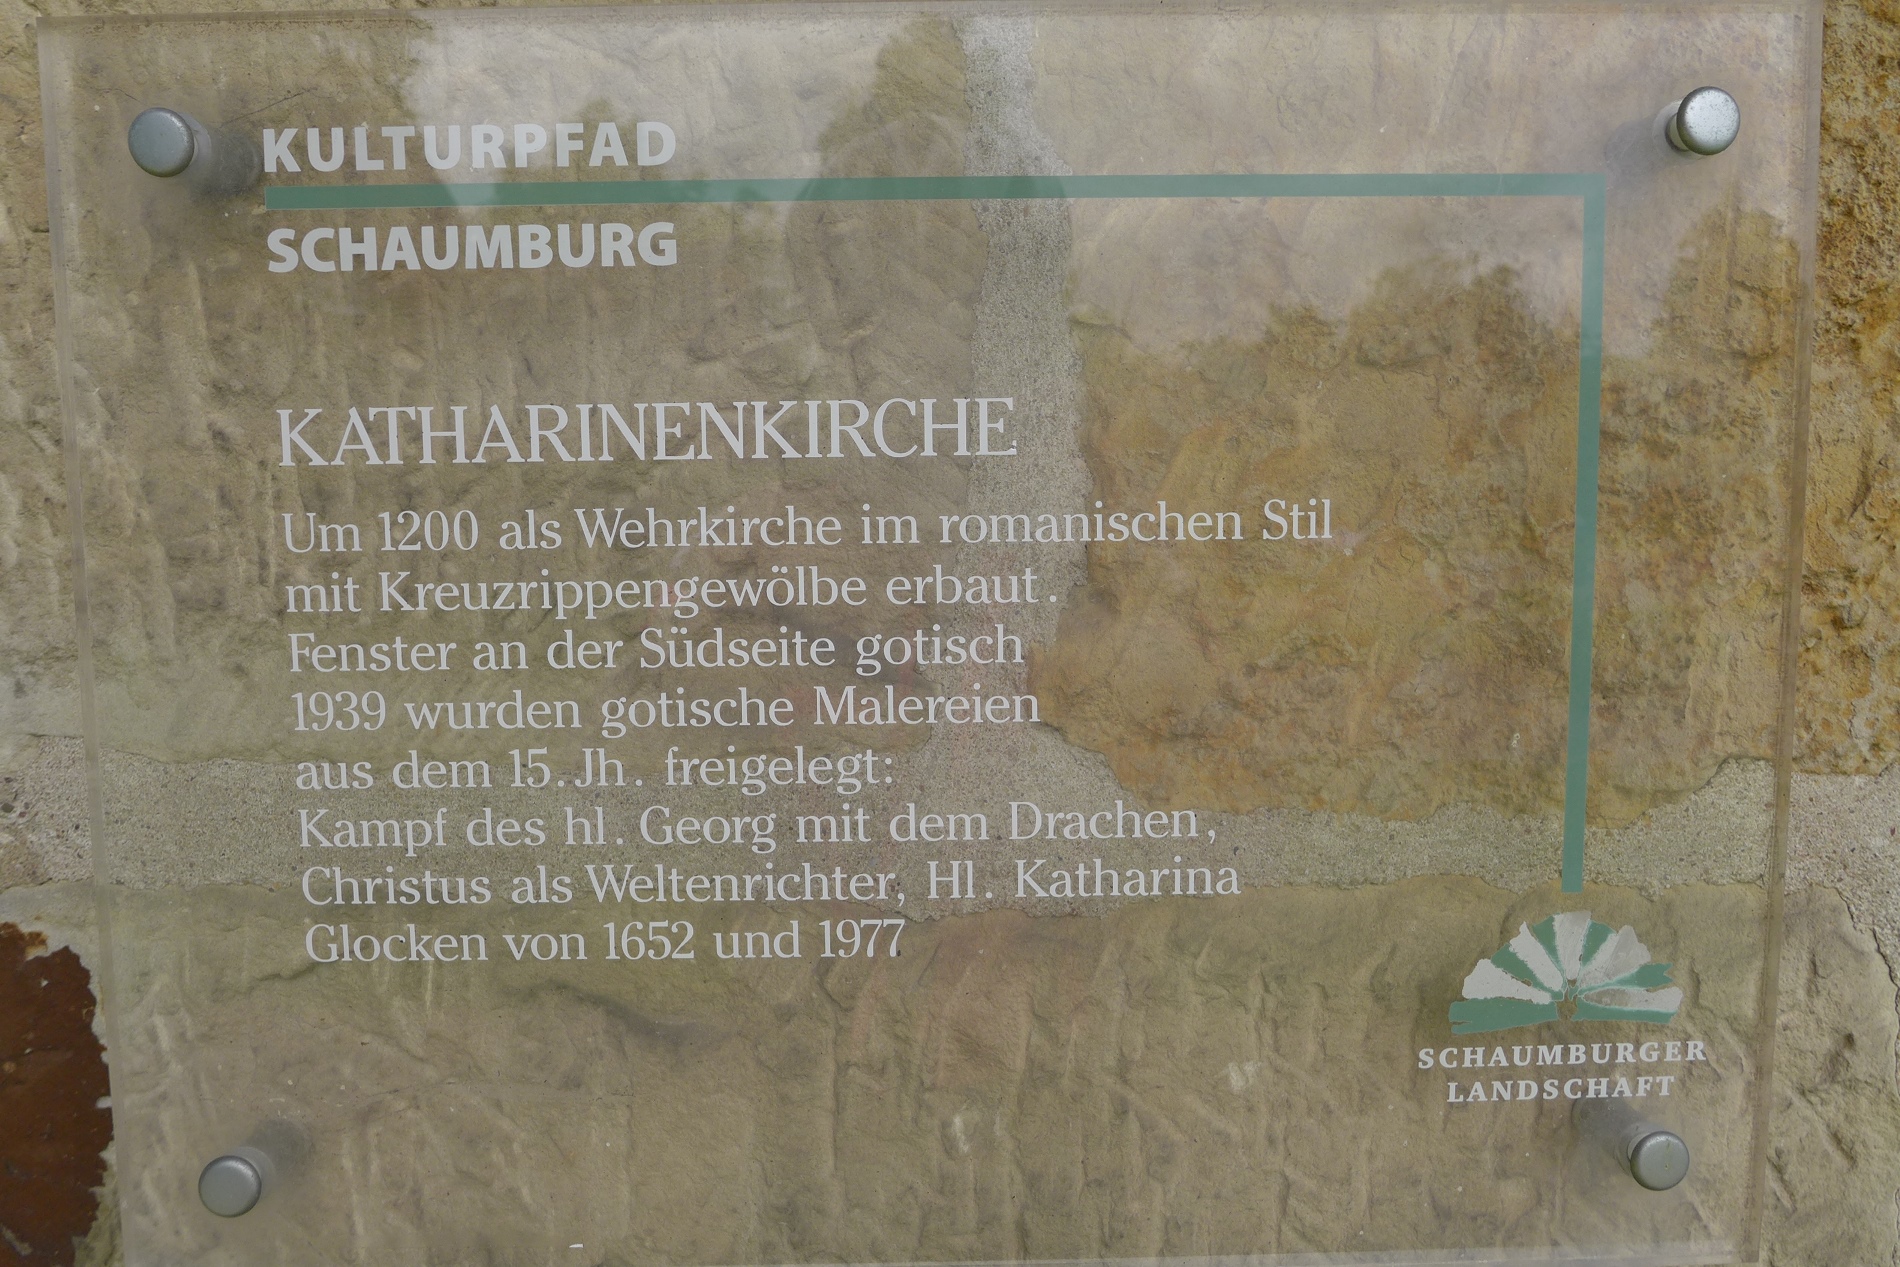 KULTURPFAD
SCHAUMBURG
KATHARINENKIRCHE
Um 1200 als Wehrkirche im romanischen Stil
mit Kreuzrippengewölbe erbaut.
Fenster an der Südseite gotisch
1939 wurden gotische Malereien
aus dem 15. Jh. freigelegt:
Kampf des hl. Georg mit dem Drachen,
Christus als Weltenrichter, Hl. Katharina
Glocken von 1652 und 1977
SCHAUMBURGER
LANDSCHAFT